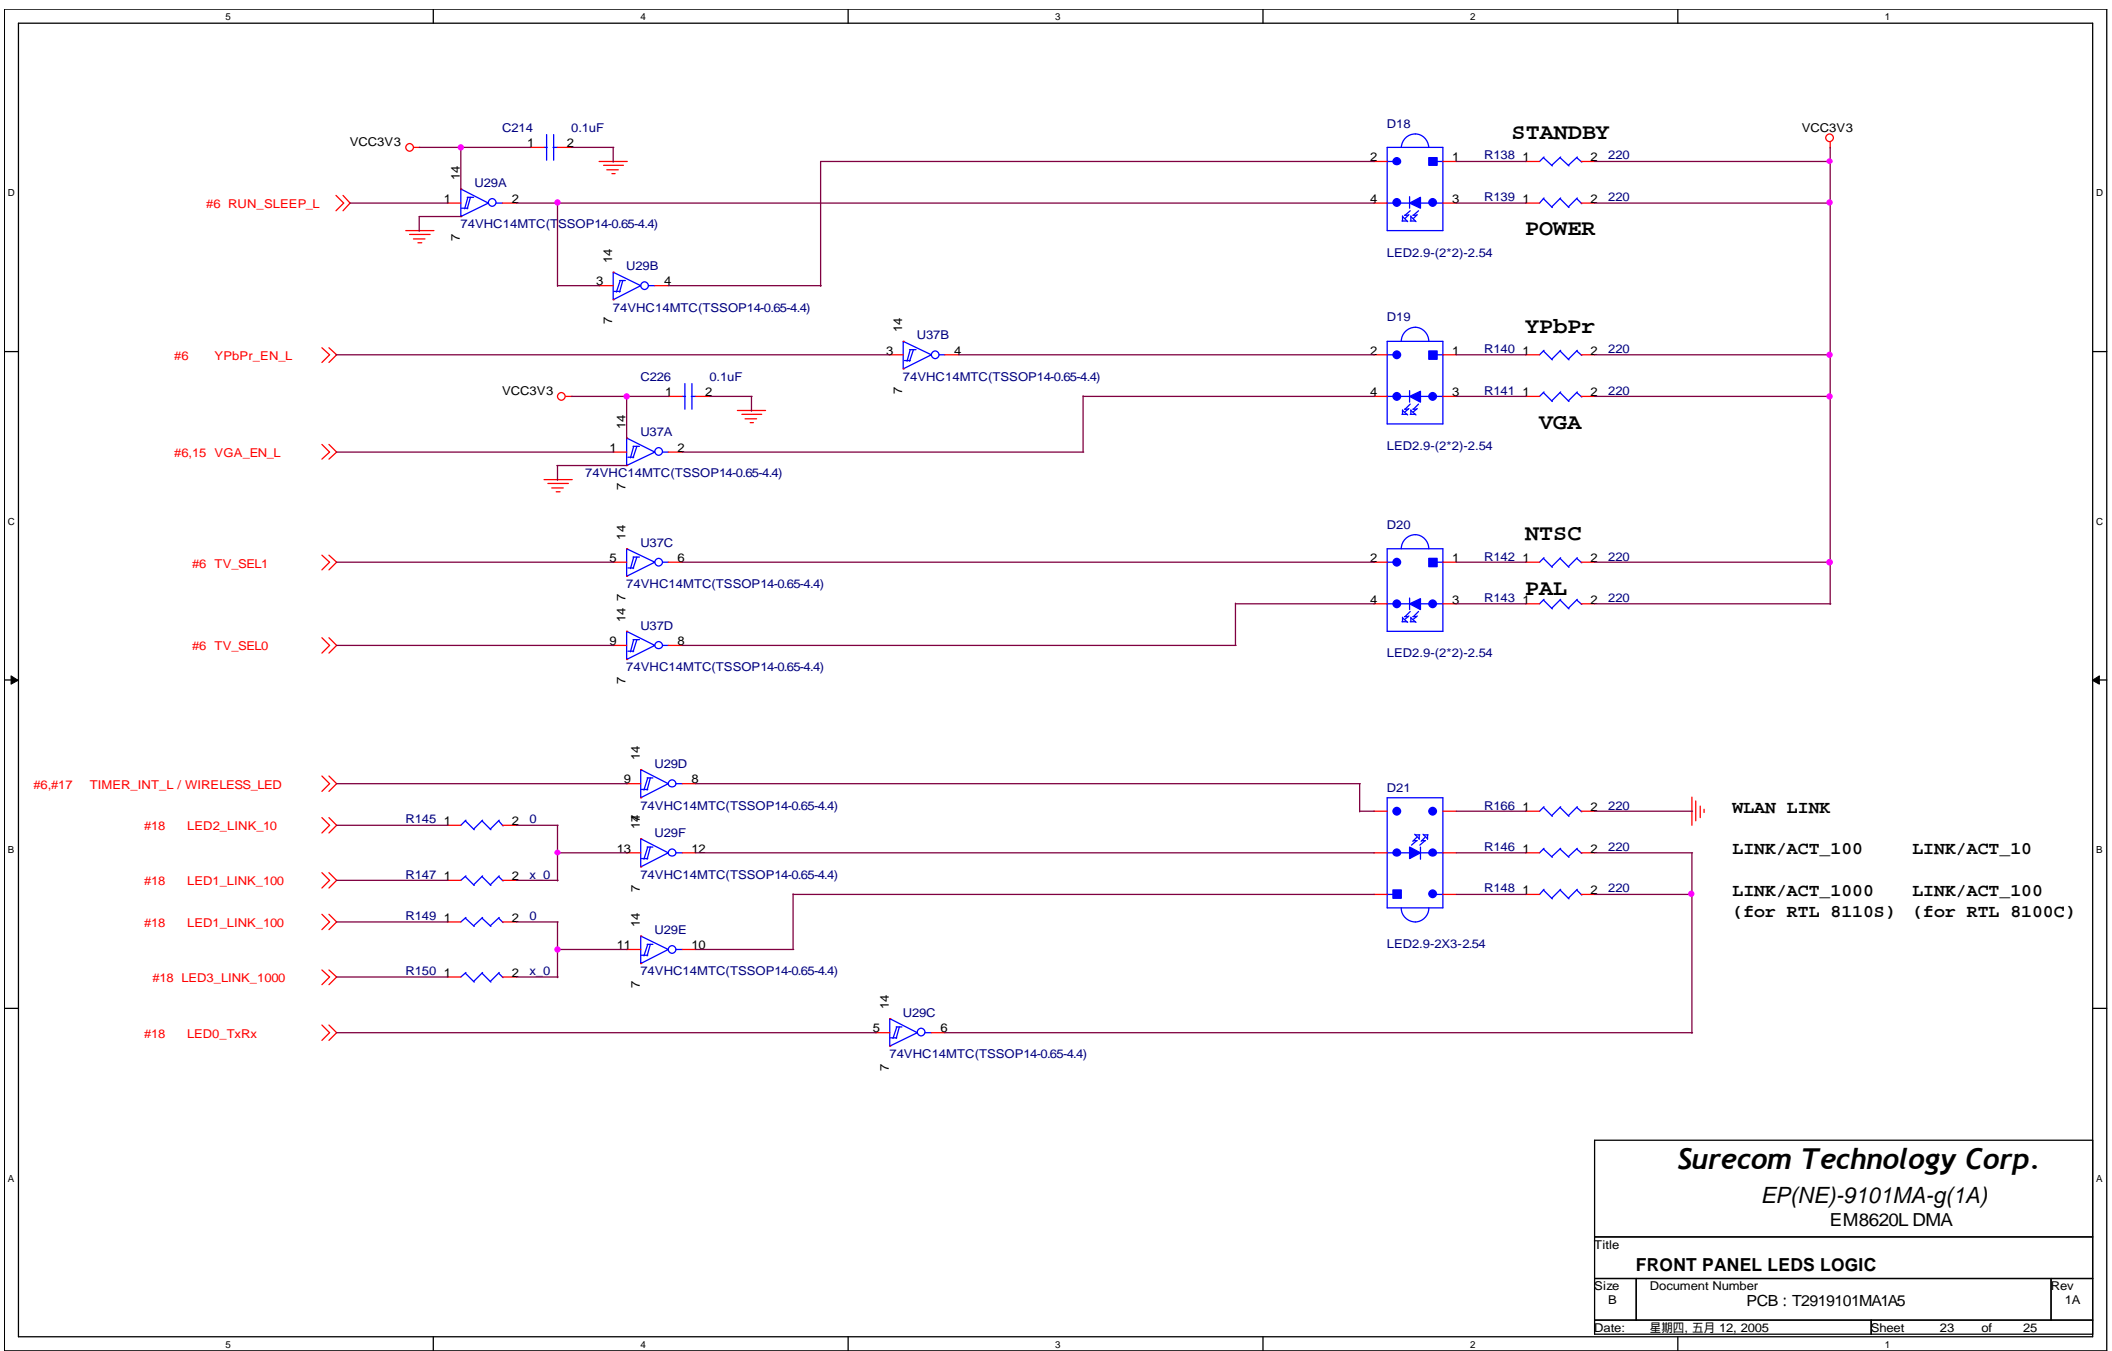 5 4 3 2 1
D
C
B
A
D
C
B
A
VCC3V3
C214 0.1uF
1 2
14
U29A
#6 RUN_SLEEP_L
1 2
74VHC14MTC(TSSOP14-0.65-4.4)
7
14
U29B
3 4
74VHC14MTC(TSSOP14-0.65-4.4)
7
D18
STANDBY
VCC3V3
2 1 R138 1 2 220
4 3 R139 1 2 220
POWER
LED2.9-(2*2)-2.54
14
U37B
#6 YPbPr_EN_L
3 4
74VHC14MTC(TSSOP14-0.65-4.4)
7
D19
YPbPr
2 1 R140 1 2 220
4 3 R141 1 2 220
VGA
LED2.9-(2*2)-2.54
VCC3V3
C226 0.1uF
1 2
14
U37A
#6,15 VGA_EN_L
1 2
74VHC14MTC(TSSOP14-0.65-4.4)
7
14
U37C
#6 TV_SEL1
5 6
74VHC14MTC(TSSOP14-0.65-4.4)
7
D20
NTSC
2 1 R142 1 2 220
PAL
4 3 R143 1 2 220
LED2.9-(2*2)-2.54
14
U37D
#6 TV_SEL0
9 8
74VHC14MTC(TSSOP14-0.65-4.4)
7
14
U29D
#6,#17 TIMER_INT_L / WIRELESS_LED
9 8
74VHC14MTC(TSSOP14-0.65-4.4)
7
#18 LED2_LINK_10
R145 1 2 0
14
U29F
13 12
74VHC14MTC(TSSOP14-0.65-4.4)
7
#18 LED1_LINK_100
R147 1 2 x_0
#18 LED1_LINK_100
R149 1 2 0
14
U29E
11 10
74VHC14MTC(TSSOP14-0.65-4.4)
7
#18 LED3_LINK_1000
R150 1 2 x_0
D21
R166 1 2 220
WLAN LINK
R146 1 2 220
LINK/ACT_100 LINK/ACT_10
R148 1 2 220
LINK/ACT_1000 LINK/ACT_100
(for RTL 8110S) (for RTL 8100C)
LED2.9-2X3-2.54
14
U29C
#18 LED0_TxRx
5 6
74VHC14MTC(TSSOP14-0.65-4.4)
7
Surecom Technology Corp.
EP(NE)-9101MA-g(1A)
EM8620L DMA
Title
FRONT PANEL LEDS LOGIC
Size Document Number Rev
B PCB : T2919101MA1A5 1A
Date: 星期四, 五月 12, 2005 Sheet 23 of 25
5 4 3 2 1